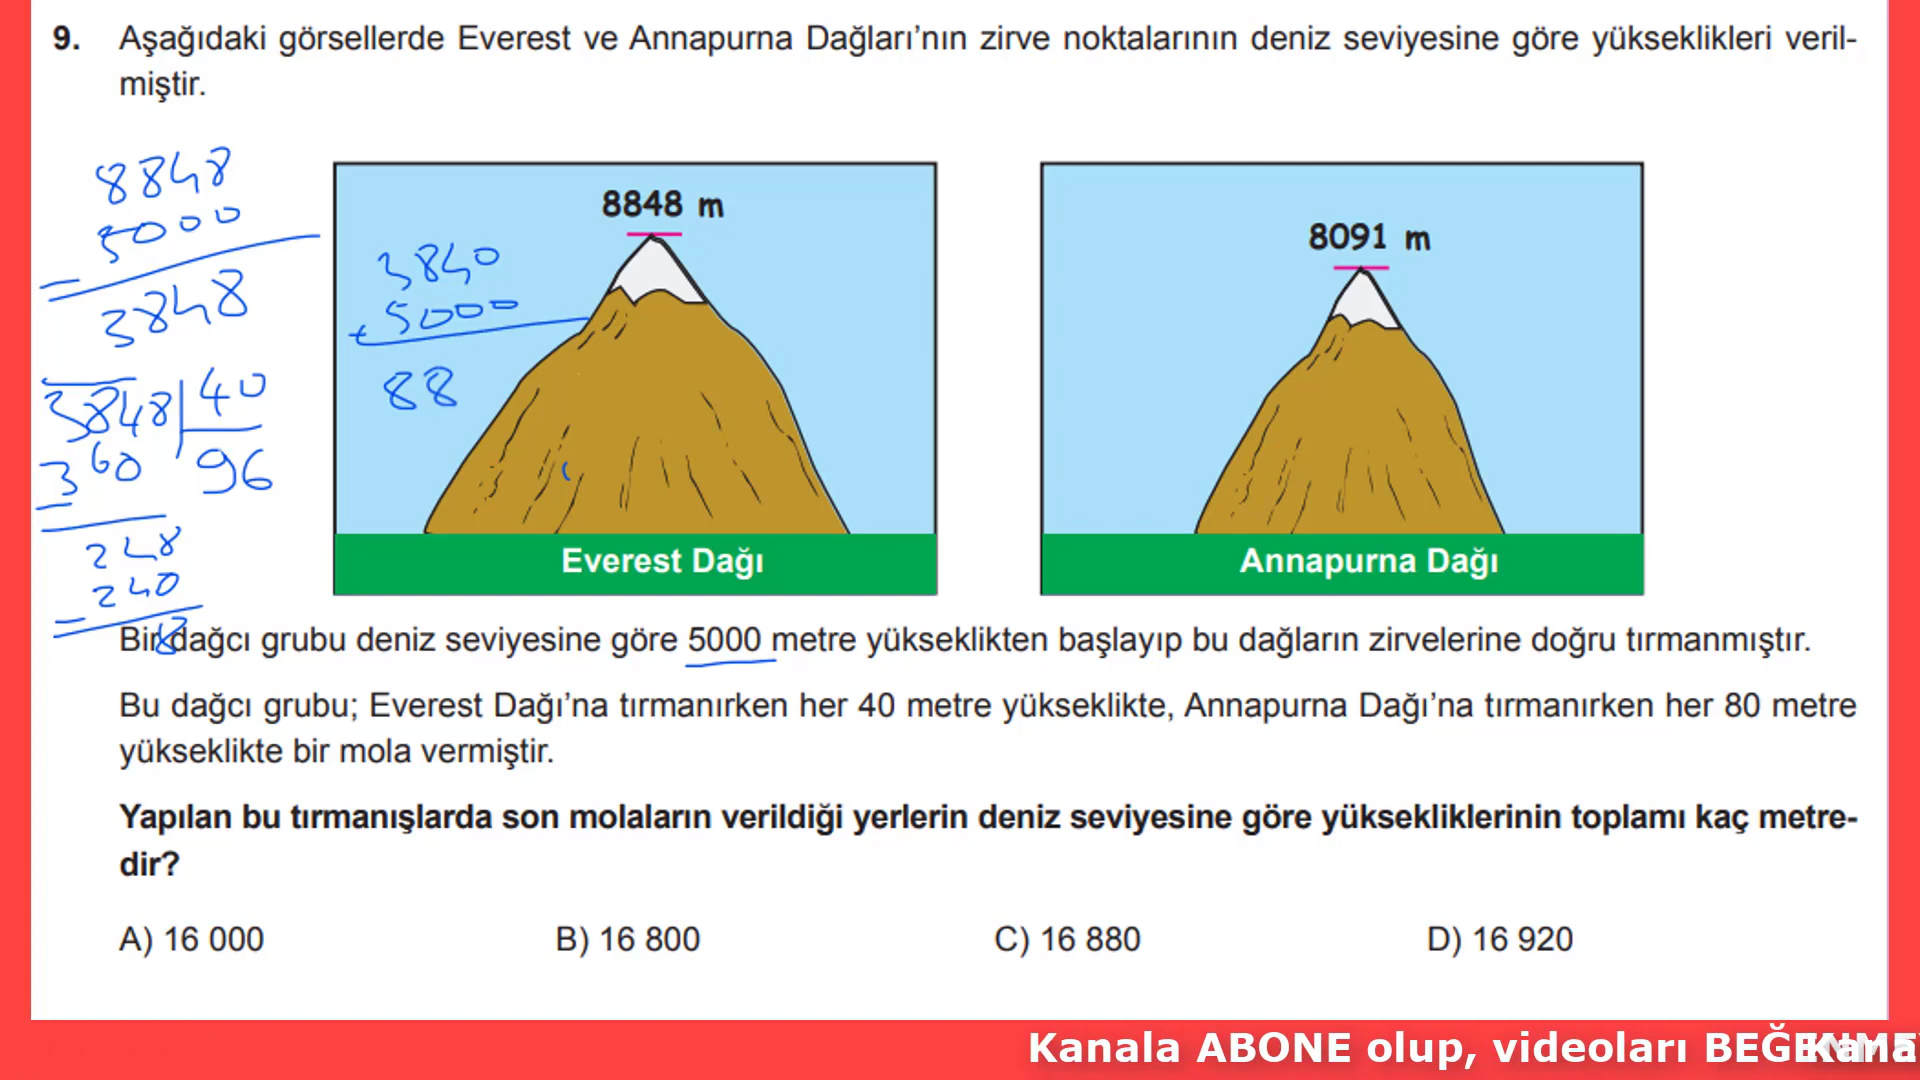 9. Aşağıdaki görsellerde Everest ve Annapurna Dağları’nın zirve noktalarının deniz seviyesine göre yükseklikleri veril-
miştir.
8848
5000
3848
3848 40
360 96
248
240
8
8848 m
3840
+ 5000
88
Everest Dağı
8091 m
Annapurna Dağı
Bir dağcı grubu deniz seviyesine göre 5000 metre yükseklikten başlayıp bu dağların zirvelerine doğru tırmanmıştır.
Bu dağcı grubu; Everest Dağı’na tırmanırken her 40 metre yükseklikte, Annapurna Dağı’na tırmanırken her 80 metre
yükseklikte bir mola vermiştir.
Yapılan bu tırmanışlarda son molaların verildiği yerlerin deniz seviyesine göre yüksekliklerinin toplamı kaç metre-
dir?
A) 16 000
B) 16 800
C) 16 880
D) 16 920
Kanala ABONE olup, videoları